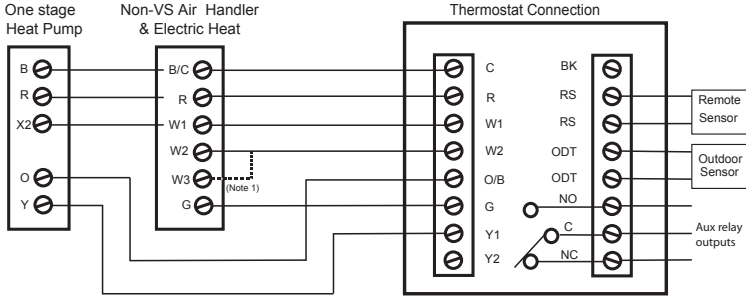 One stage
Heat Pump
Non-VS Air Handler
& Electric Heat
Thermostat Connection
B
R
X2
O
Y
B/C
R
W1
W2
W3
(Note 1)
G
C
R
W1
W2
O/B
G
Y1
Y2
BK
RS
RS
ODT
ODT
NO
C
NC
Remote
Sensor
Outdoor
Sensor
Aux relay
outputs